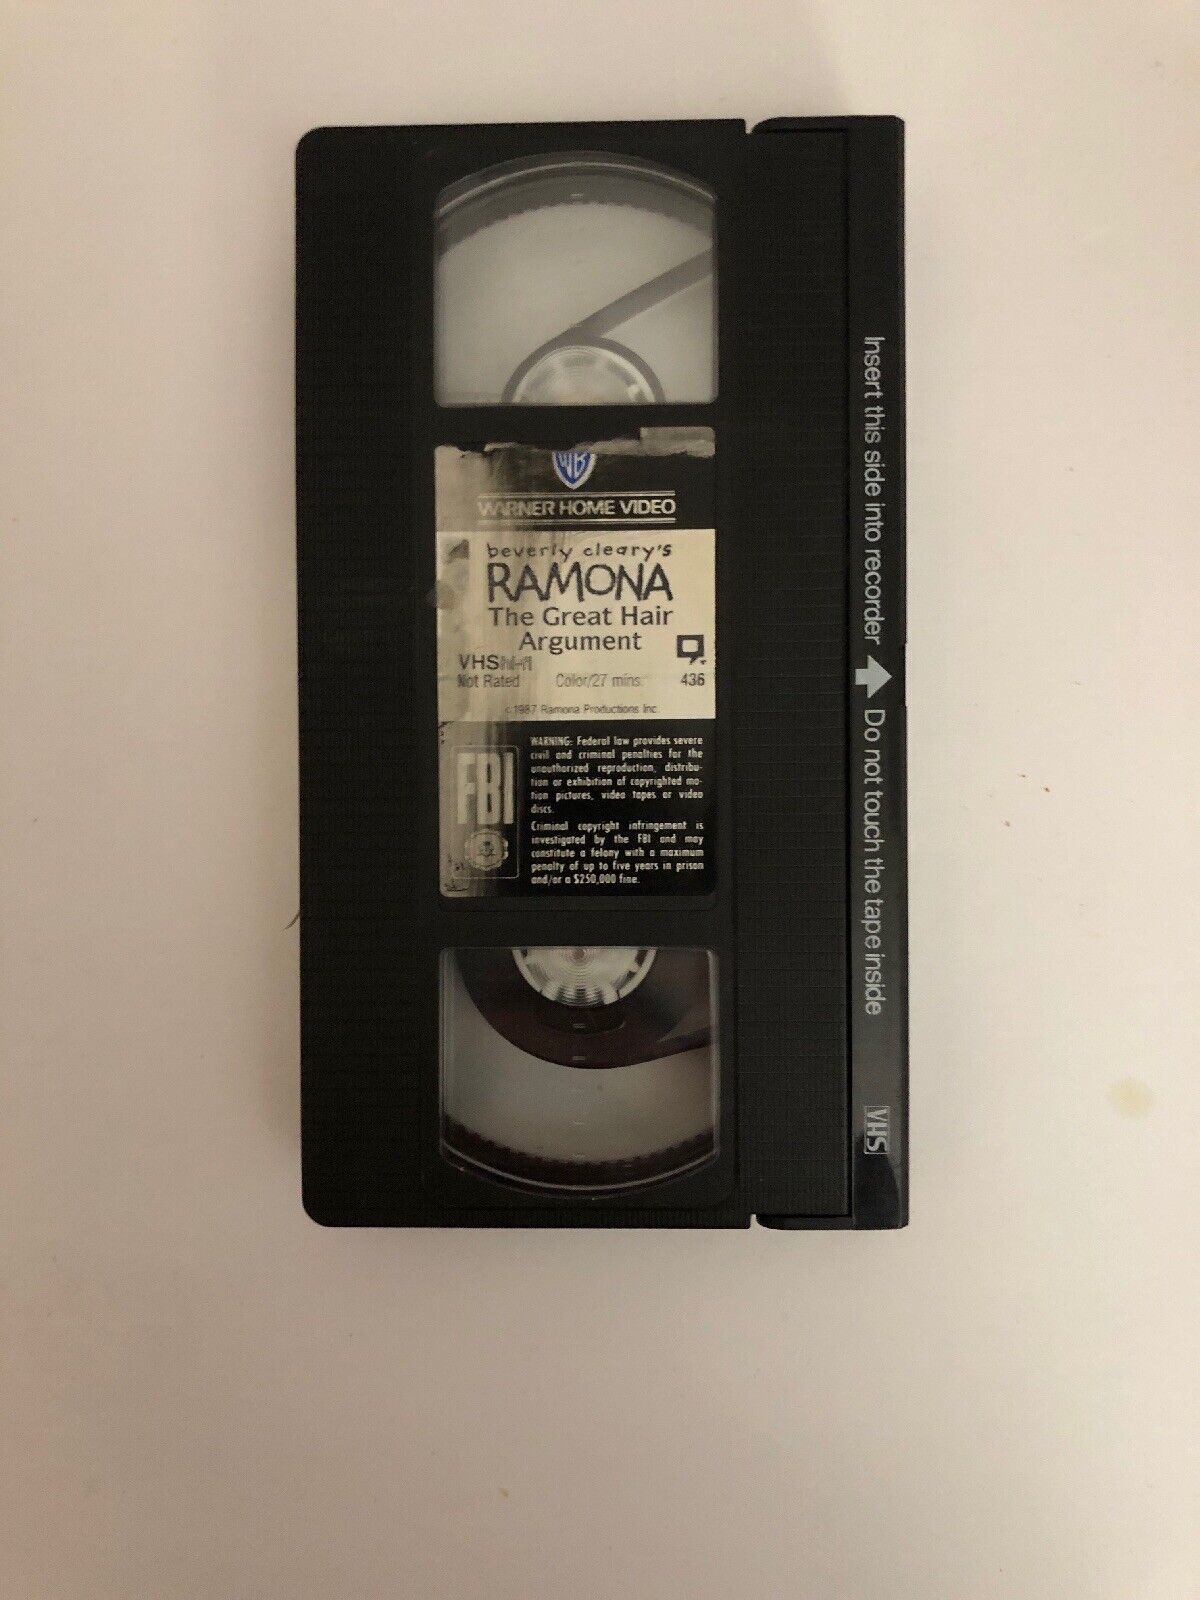 WB
WARNER HOME VIDEO
beverly cleary's
RAMONA
The Great Hair
Argument
VHS hi-fi
Not Rated Color/27 mins. 436
c 1987 Ramona Productions Inc.
FBI
WARNING: Federal law provides severe
civil and criminal penalties for the
unauthorized reproduction, distribu-
tion or exhibition of copyrighted mo-
tion pictures, video tapes or video
discs.
Criminal copyright infringement is
investigated by the FBI and may
constitute a felony with a maximum
penalty of up to five years in prison
and/or a $250,000 fine.
Insert this side into recorder Do not touch the tape inside
VHS